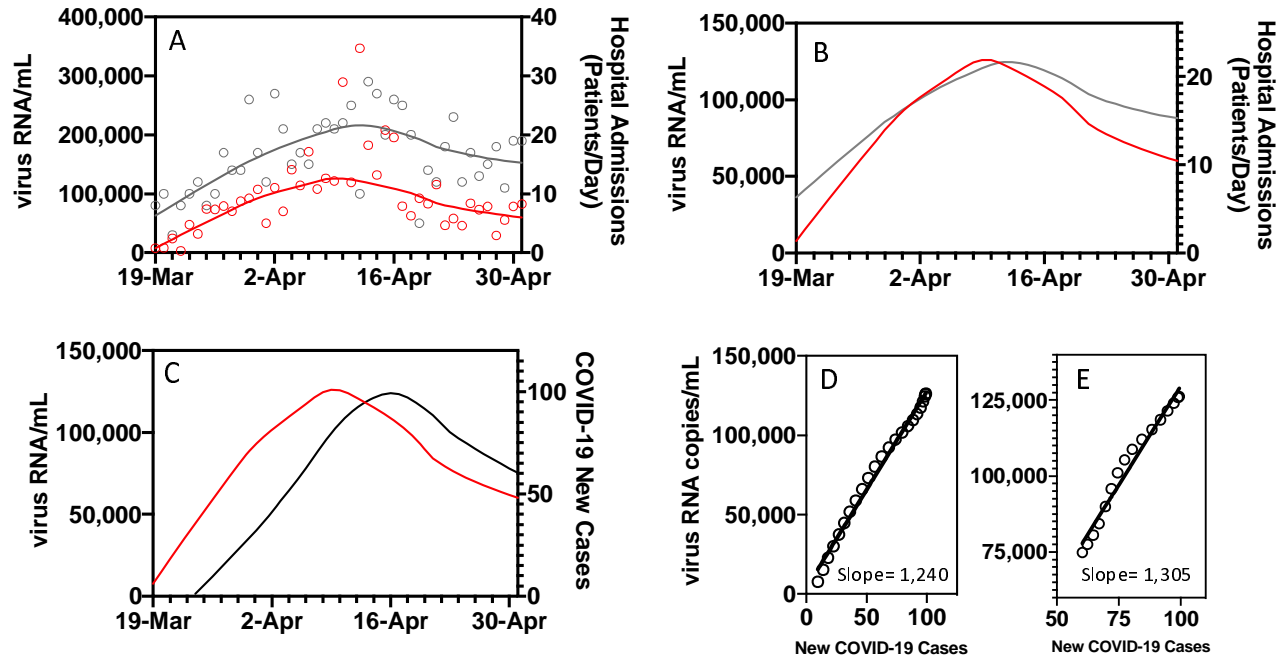 A
virus RNA/mL
400,000
300,000
200,000
100,000
0
40
30
20
10
0
Hospital Admissions
(Patients/Day)
19-Mar 2-Apr 16-Apr 30-Apr
B
virus RNA/mL
150,000
100,000
50,000
0
20
10
0
Hospital Admissions
(Patients/Day)
19-Mar 2-Apr 16-Apr 30-Apr
C
virus RNA/mL
150,000
100,000
50,000
0
100
50
0
COVID-19 New Cases
19-Mar 2-Apr 16-Apr 30-Apr
D
virus RNA copies/mL
150,000
100,000
50,000
0
Slope= 1,240
0 50 100
New COVID-19 Cases
E
125,000
100,000
75,000
Slope= 1,305
50 75 100
New COVID-19 Cases